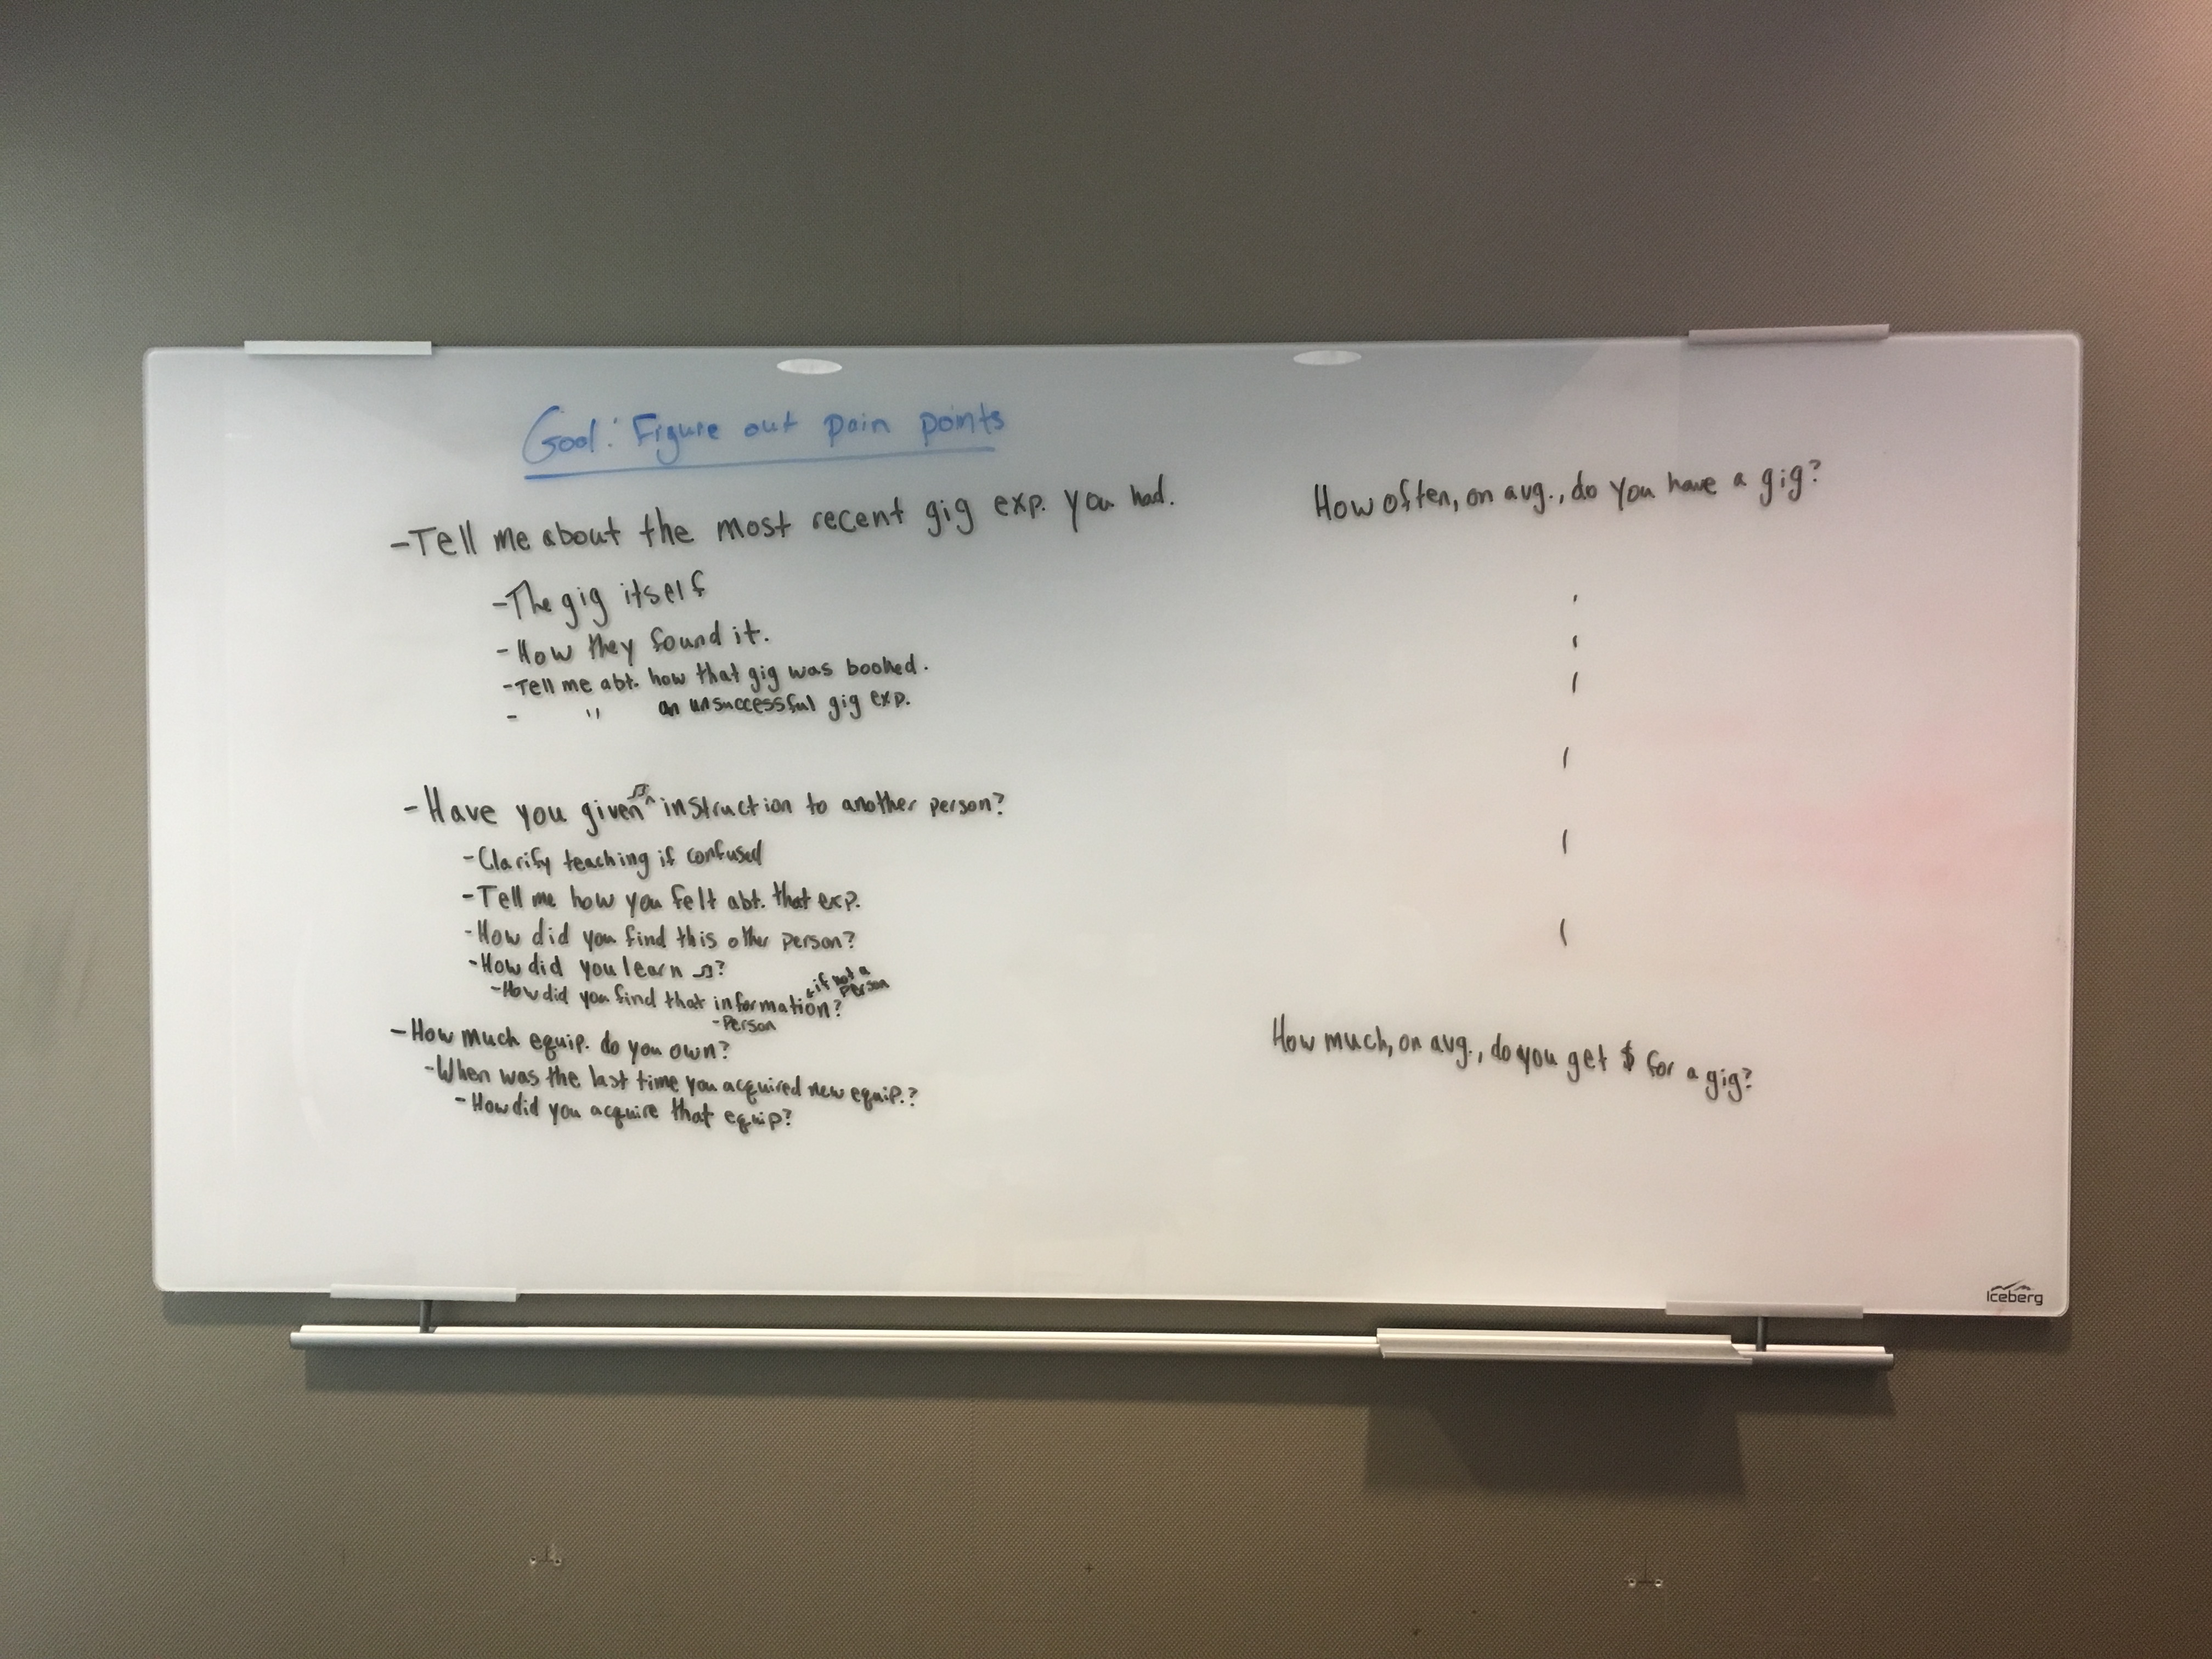 Goal: Figure out pain points
-Tell me about the most recent gig exp. you had.
-The gig itself
-How they found it.
-Tell me abt. how that gig was booked.
- " an unsuccessful gig exp.
-Have you given ♫ instruction to another person?
-Clarify teaching if confused
-Tell me how you felt abt. that exp.
-How did you find this other person?
-How did you learn ♫?
-How did you find that information? ↙ if not a person
-Person
-How much equip. do you own?
-When was the last time you acquired new equip.?
-How did you acquire that equip?
How often, on avg., do you have a gig?
How much, on avg., do you get $ for a gig?
Iceberg